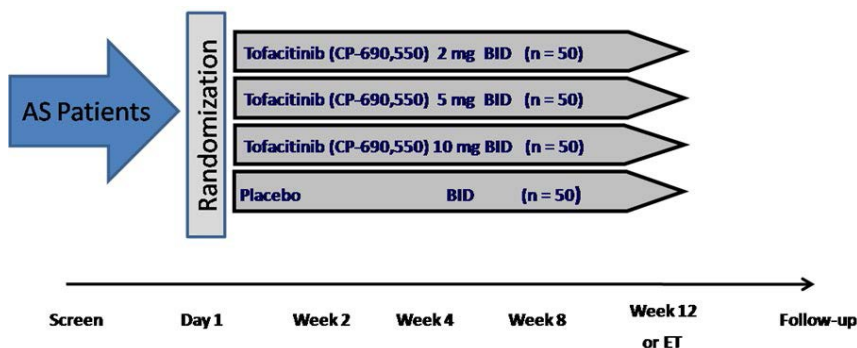 AS Patients
Randomization
Tofacitinib (CP-690,550) 2 mg BID (n = 50)
Tofacitinib (CP-690,550) 5 mg BID (n = 50)
Tofacitinib (CP-690,550) 10 mg BID (n = 50)
Placebo BID (n = 50)
Screen Day 1 Week 2 Week 4 Week 8 Week 12 Follow-up
or ET